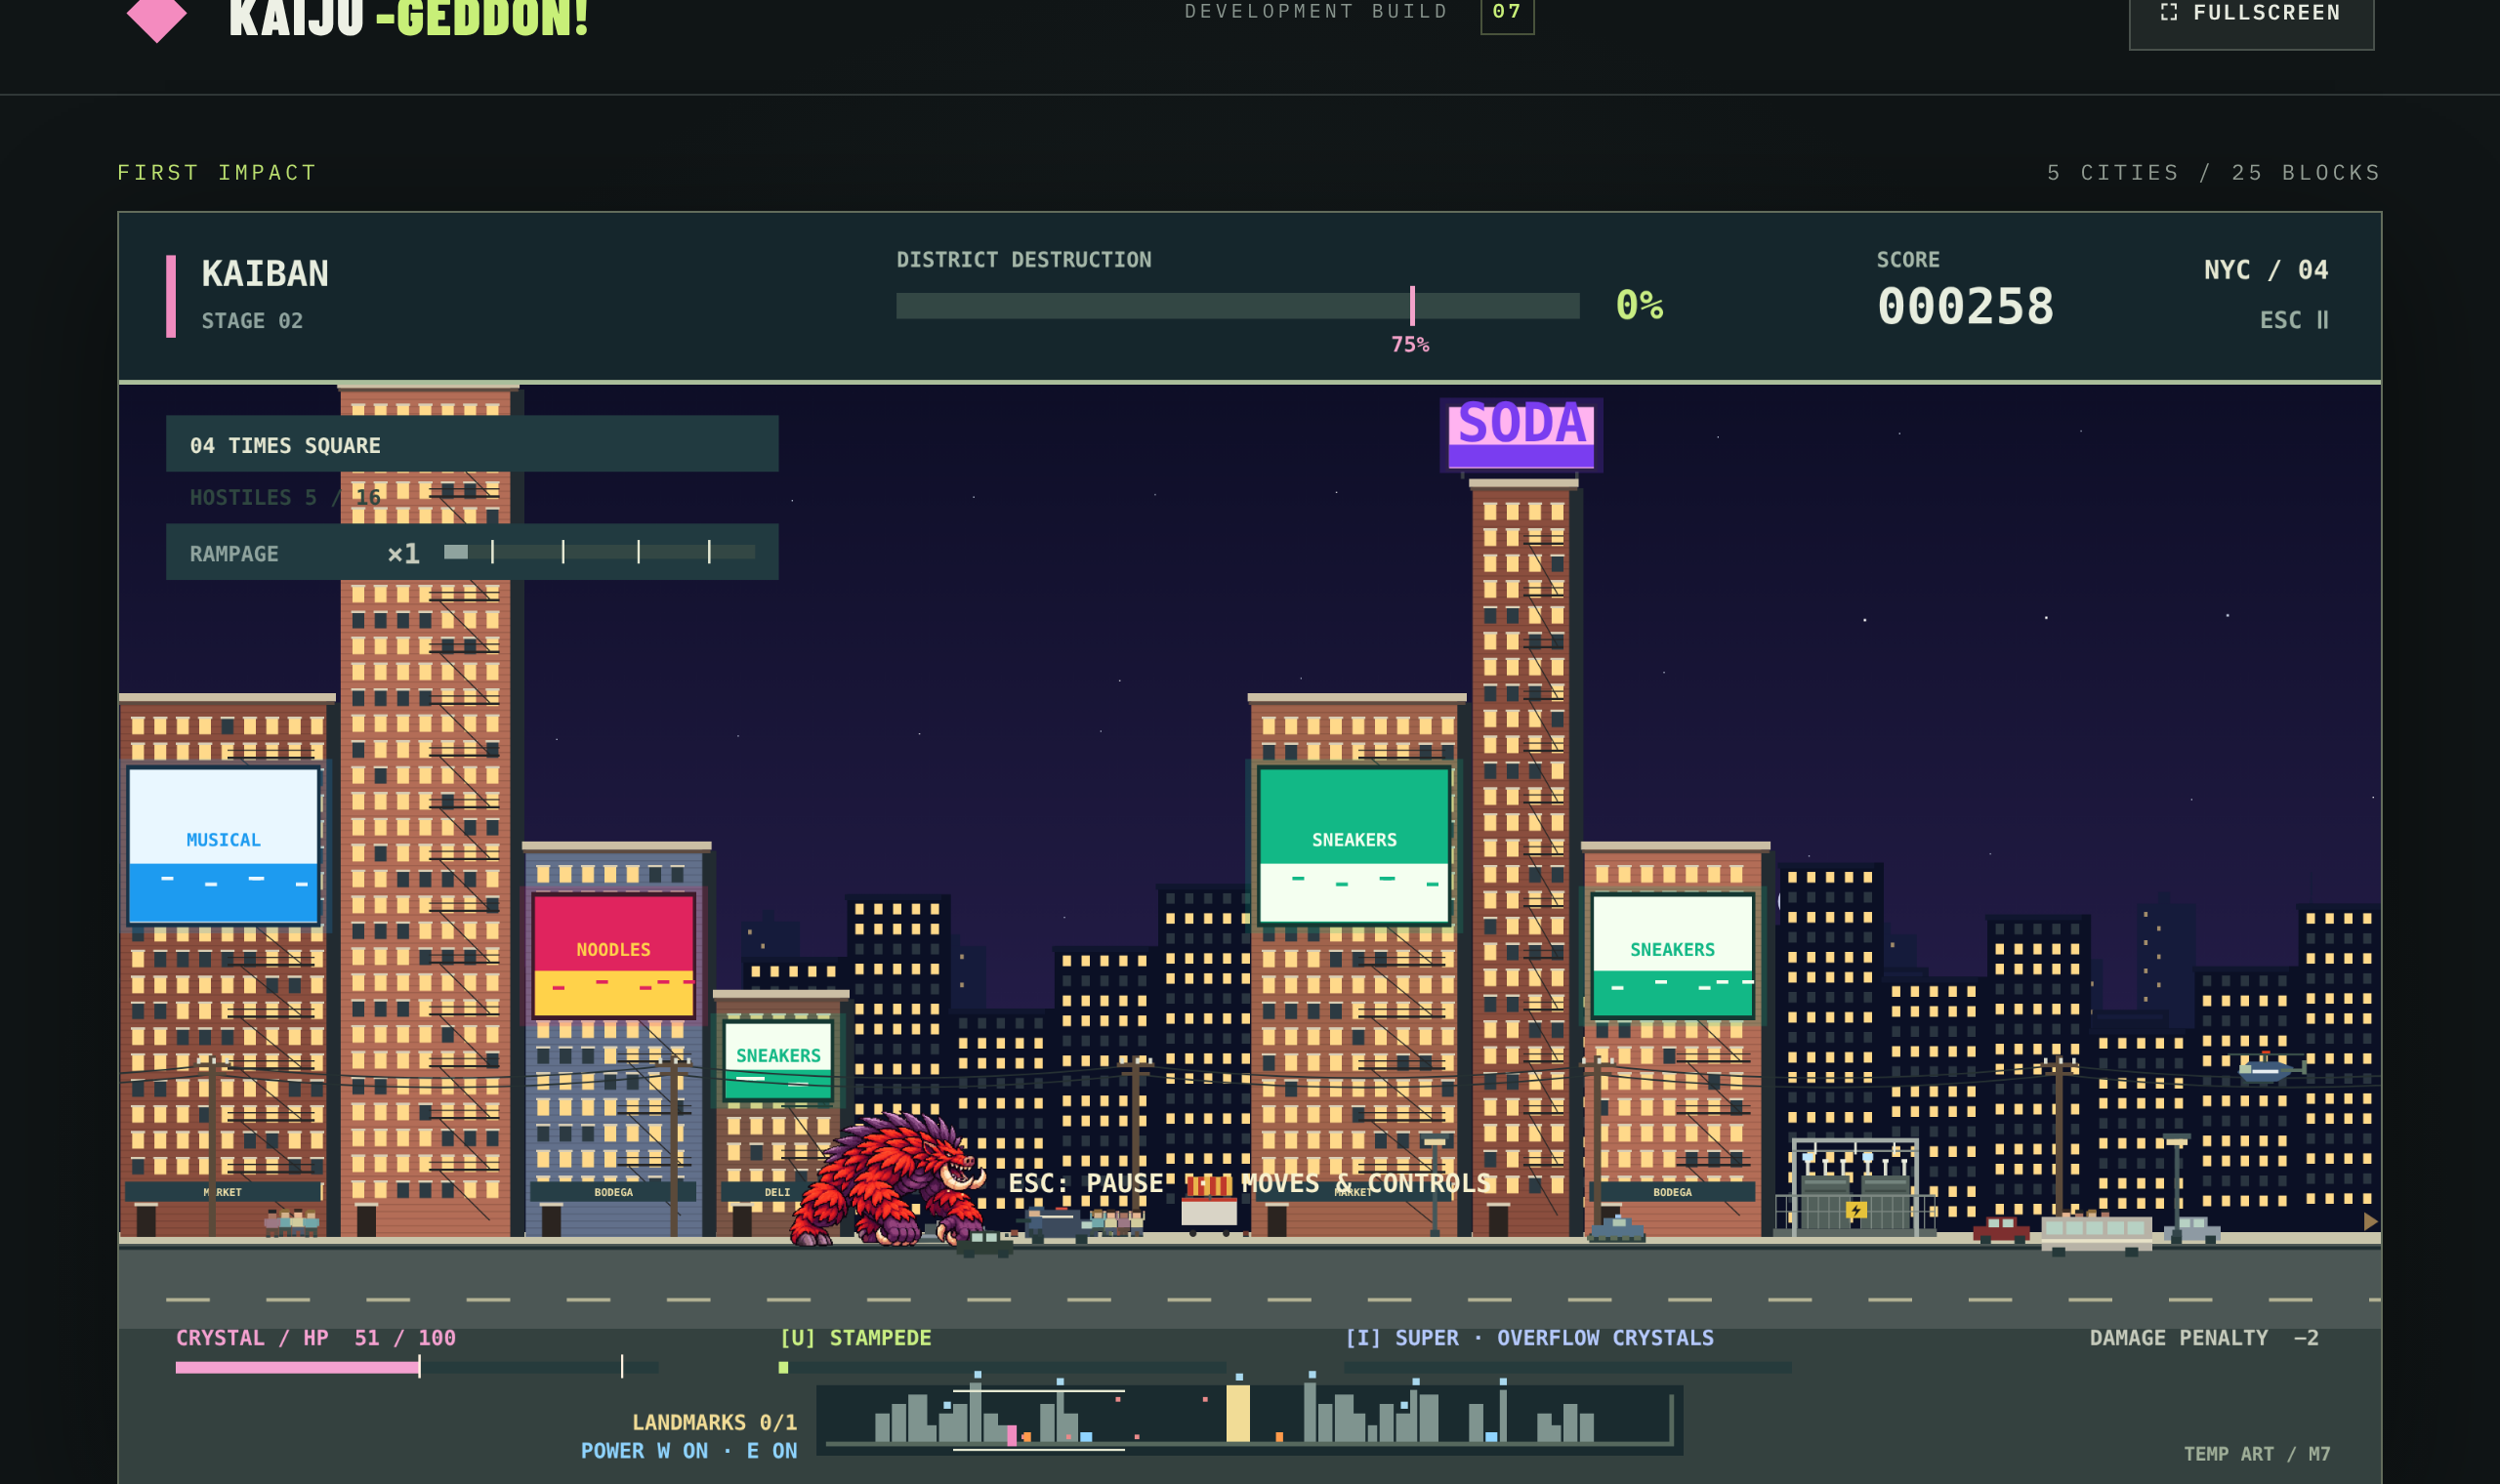 KAIJU-GEDDON!
DEVELOPMENT BUILD 07
FULLSCREEN
FIRST IMPACT
5 CITIES / 25 BLOCKS
KAIBAN
STAGE 02
DISTRICT DESTRUCTION
0%
75%
SCORE
000258
NYC / 04
ESC II
04 TIMES SQUARE
HOSTILES 5 / 16
RAMPAGE ×1
SODA
MUSICAL
SNEAKERS
NOODLES
SNEAKERS
SNEAKERS
MARKET
BODEGA
DELI
ESC: PAUSE
MOVES & CONTROLS
MARKET
BODEGA
CRYSTAL / HP 51 / 100
[U] STAMPEDE
[I] SUPER · OVERFLOW CRYSTALS
DAMAGE PENALTY −2
LANDMARKS 0/1
POWER W ON · E ON
TEMP ART / M7